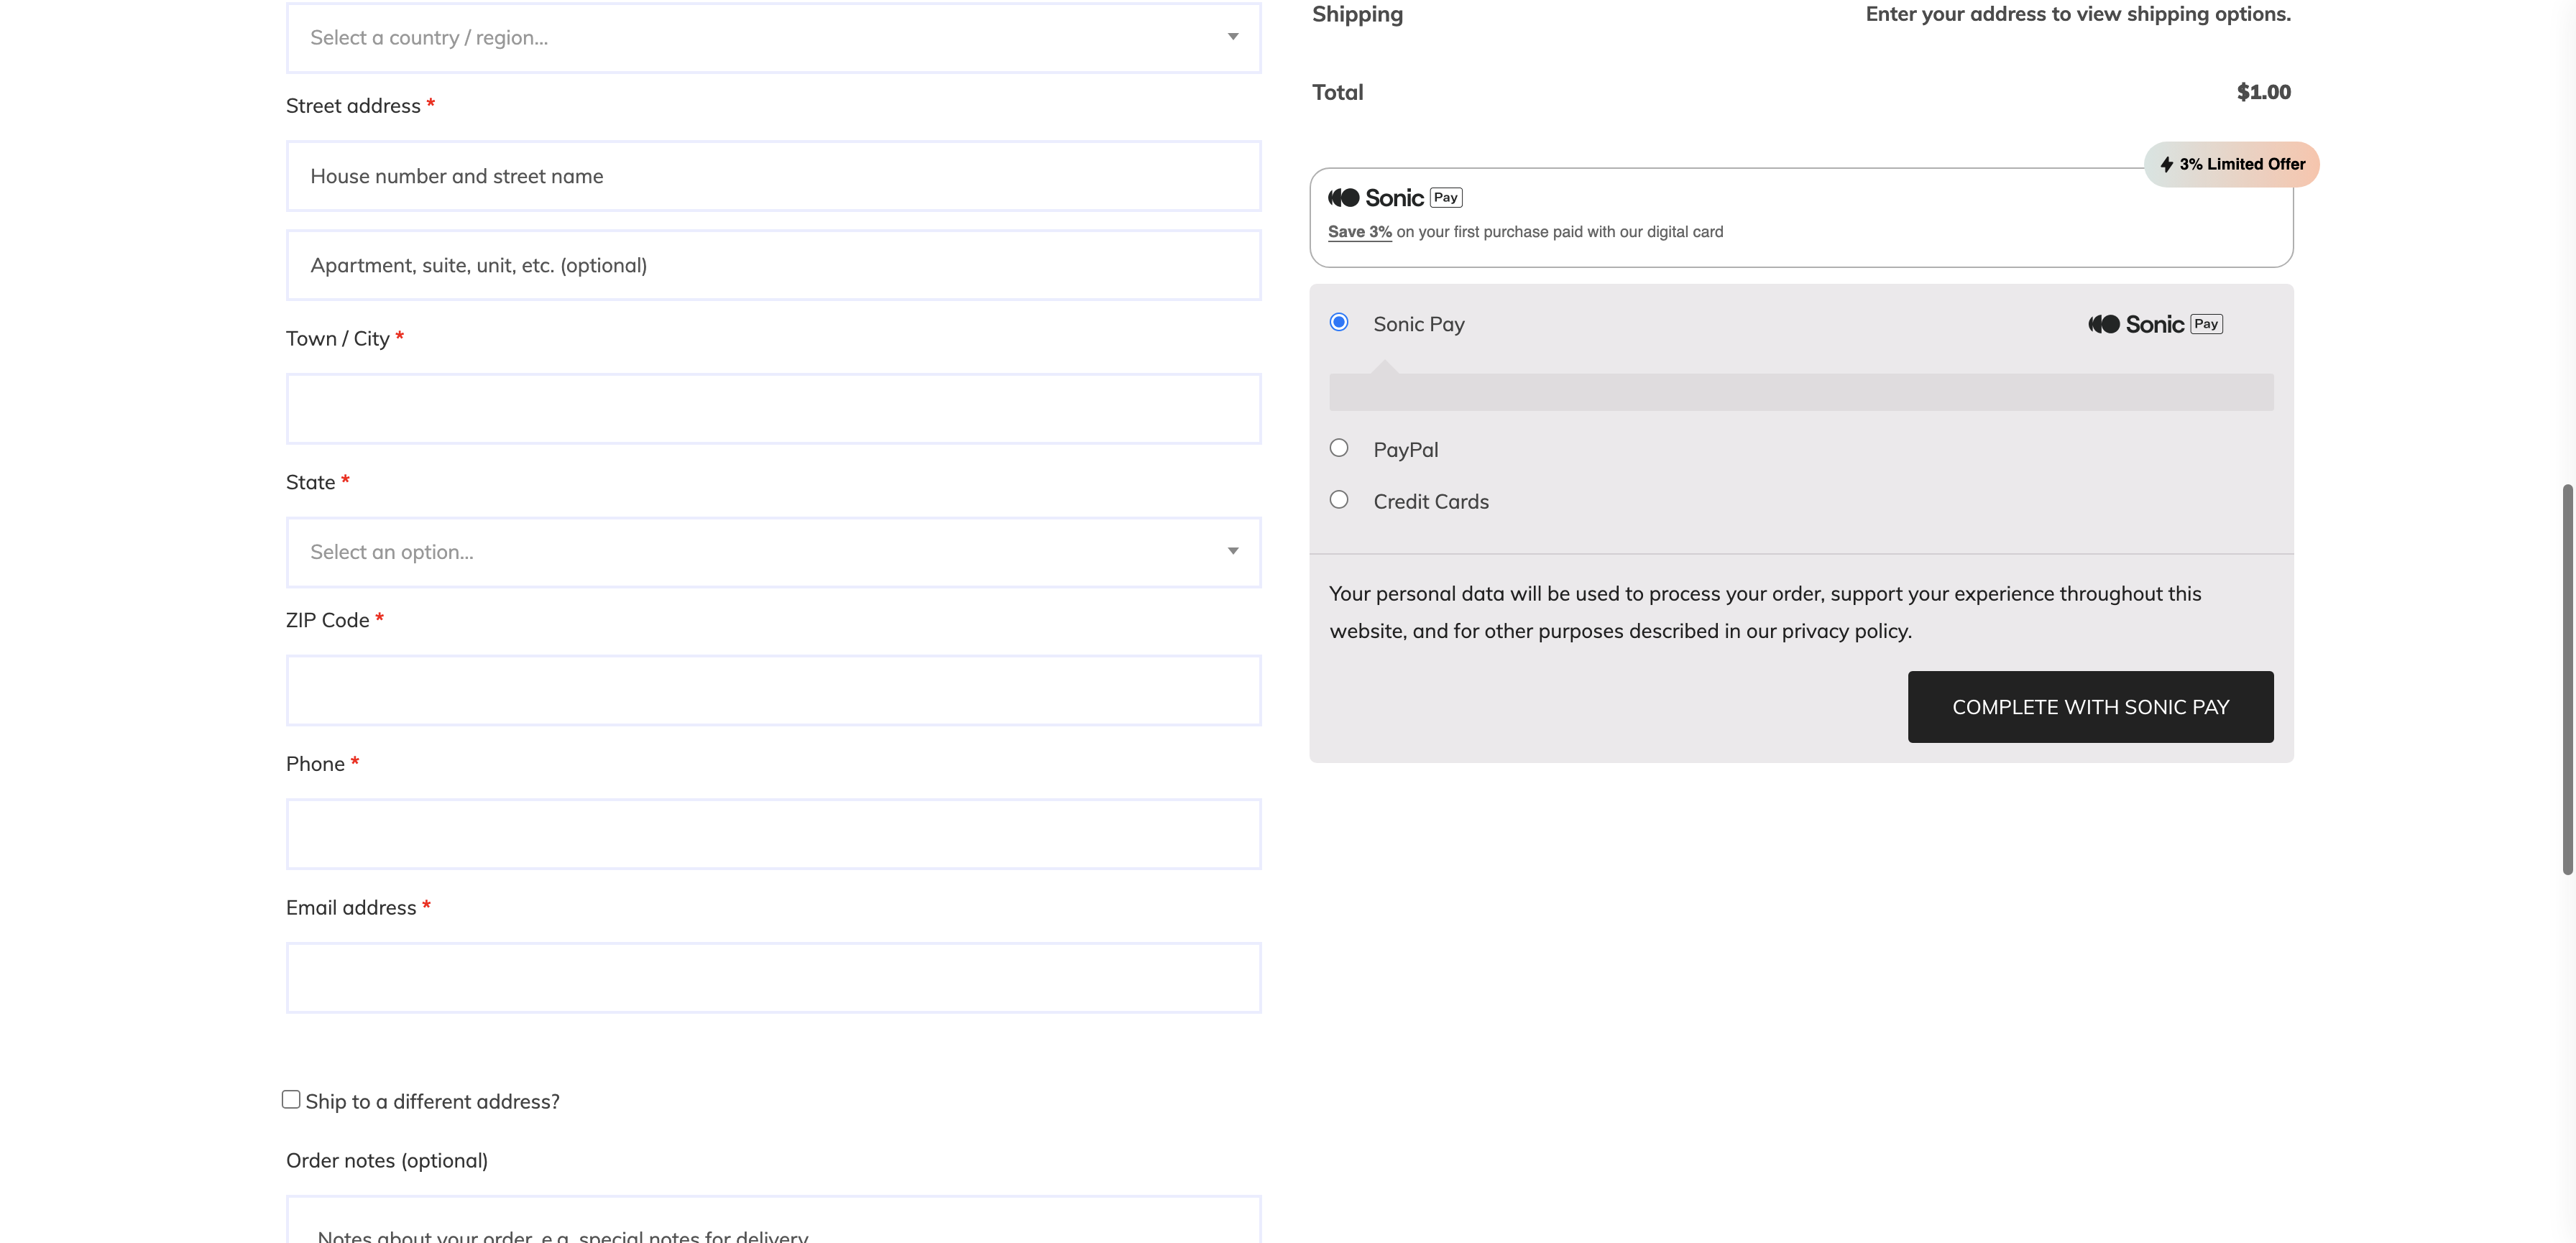 Select a country / region...
Street address *
House number and street name
Apartment, suite, unit, etc. (optional)
Town / City *
State *
Select an option...
ZIP Code *
Phone *
Email address *
Ship to a different address?
Order notes (optional)
Notes about your order, e.g. special notes for delivery.
Shipping Enter your address to view shipping options.
Total $1.00
3% Limited Offer
Sonic Pay
Save 3% on your first purchase paid with our digital card
Sonic Pay Sonic Pay
PayPal
Credit Cards
Your personal data will be used to process your order, support your experience throughout this
website, and for other purposes described in our privacy policy.
COMPLETE WITH SONIC PAY